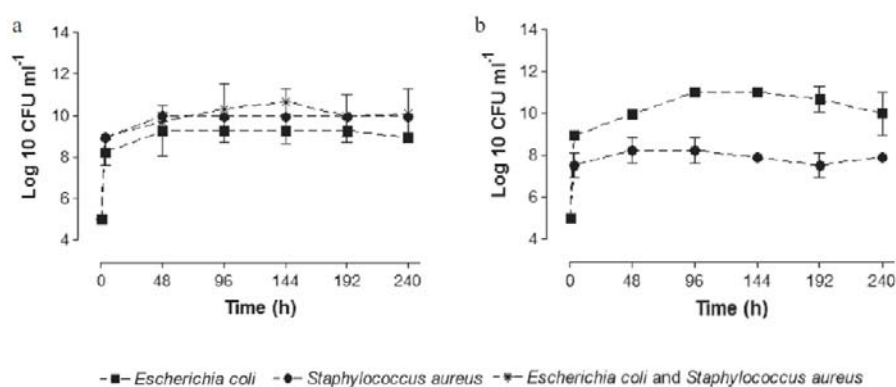 a
b
14
12
10
8
6
4
Log 10 CFU ml⁻¹
0 48 96 144 192 240
Time (h)
14
12
10
8
6
4
Log 10 CFU ml⁻¹
0 48 96 144 192 240
Time (h)
Escherichia coli Staphylococcus aureus Escherichia coli and Staphylococcus aureus